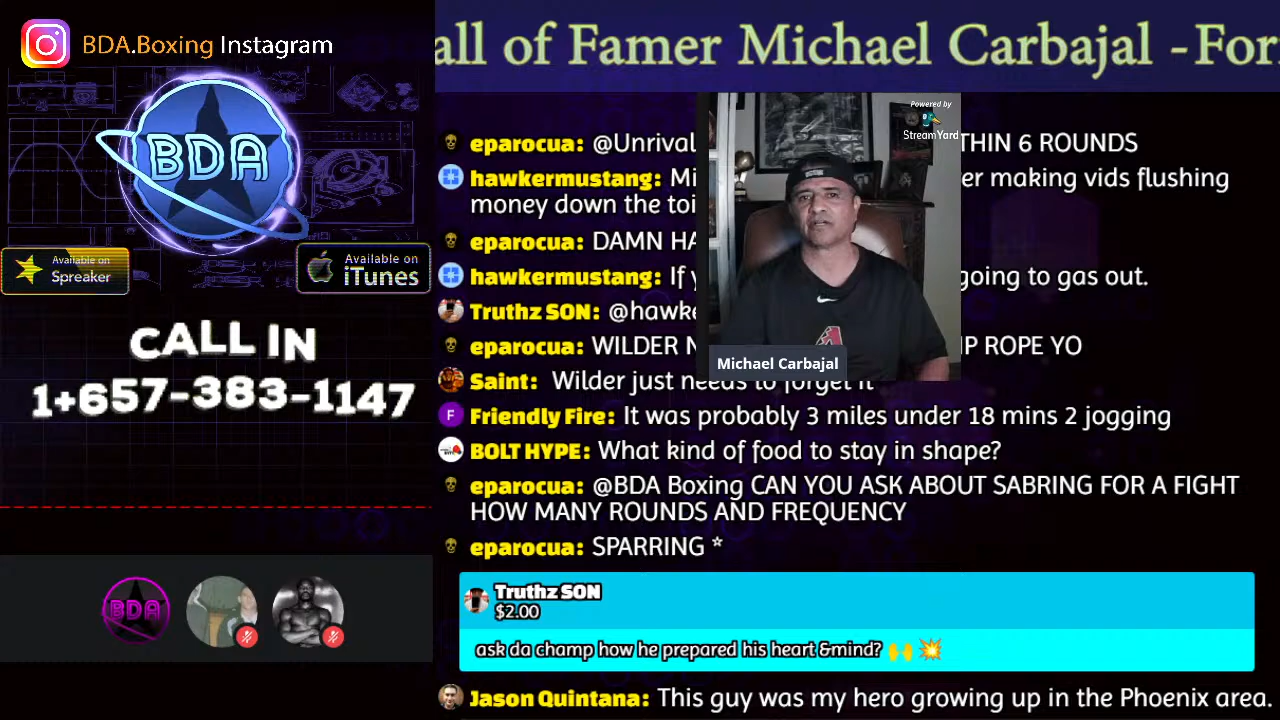 BDA.Boxing Instagram
all of Famer Michael Carbajal -For
BDA
Available on
Spreaker
Available on
iTunes
CALL IN
1+657-383-1147
BDA
Powered by
StreamYard
Michael Carbajal
eparocua: @Unrival THIN 6 ROUNDS
hawkermustang: Mi er making vids flushing
money down the toi
eparocua: DAMN HA
hawkermustang: If y going to gas out.
Truthz SON: @hawke
eparocua: WILDER N IP ROPE YO
Saint: Wilder just needs to forget it
Friendly Fire: It was probably 3 miles under 18 mins 2 jogging
BOLT HYPE: What kind of food to stay in shape?
eparocua: @BDA Boxing CAN YOU ASK ABOUT SABRING FOR A FIGHT
HOW MANY ROUNDS AND FREQUENCY
eparocua: SPARRING *
Truthz SON
$2.00
ask da champ how he prepared his heart &mind? 🙌 💥
Jason Quintana: This guy was my hero growing up in the Phoenix area.